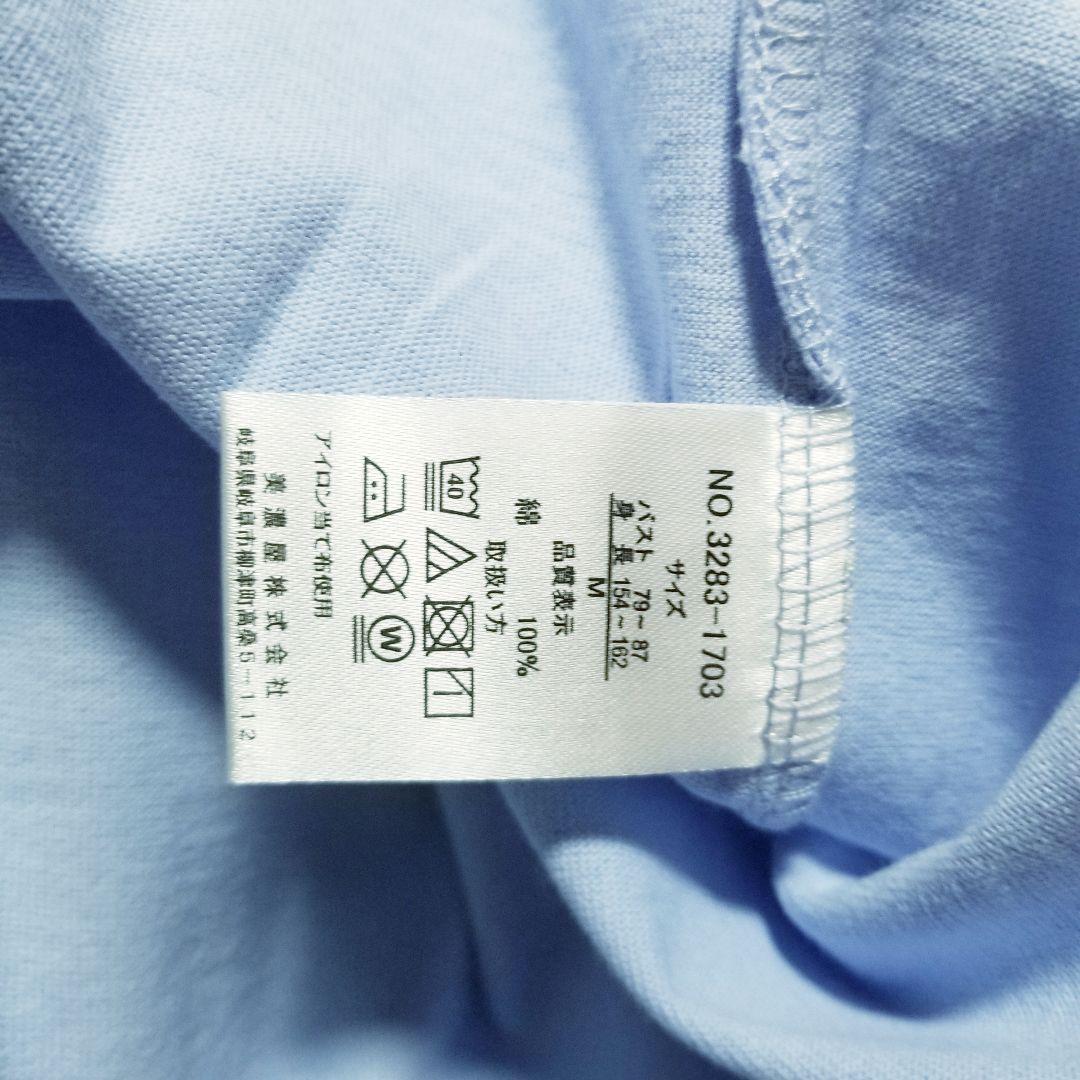 NO.3283-1703
サイズ
バスト 79~ 87
身 長 154~162
M
品質表示
綿 100%
取扱い方
40
W
アイロン当て布使用
美濃屋株式会社
岐阜県岐阜市柳津町高桑5-112